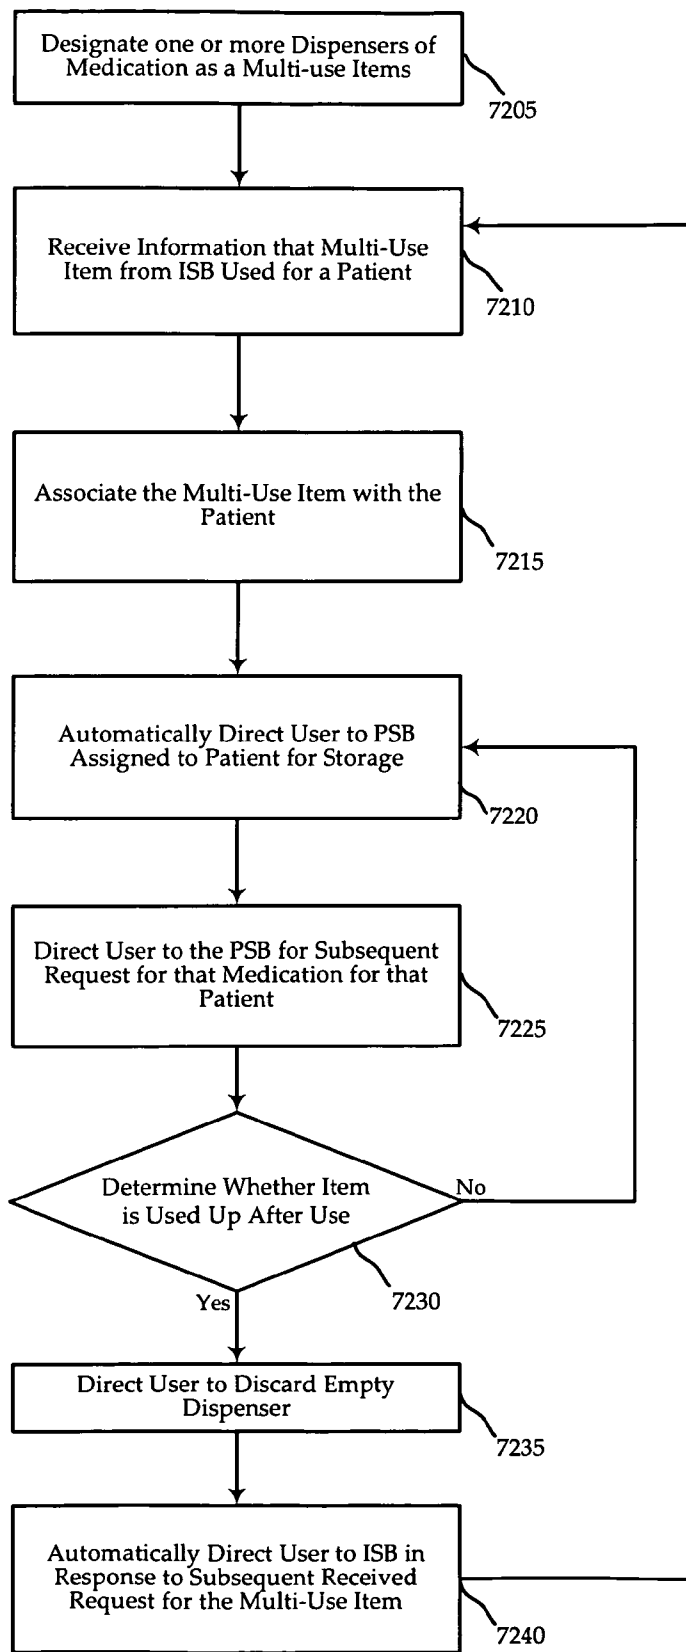 Designate one or more Dispensers of
Medication as a Multi-use Items
7205
Receive Information that Multi-Use
Item from ISB Used for a Patient
7210
Associate the Multi-Use Item with the
Patient
7215
Automatically Direct User to PSB
Assigned to Patient for Storage
7220
Direct User to the PSB for Subsequent
Request for that Medication for that
Patient
7225
Determine Whether Item
is Used Up After Use
No
7230
Yes
Direct User to Discard Empty
Dispenser
7235
Automatically Direct User to ISB in
Response to Subsequent Received
Request for the Multi-Use Item
7240